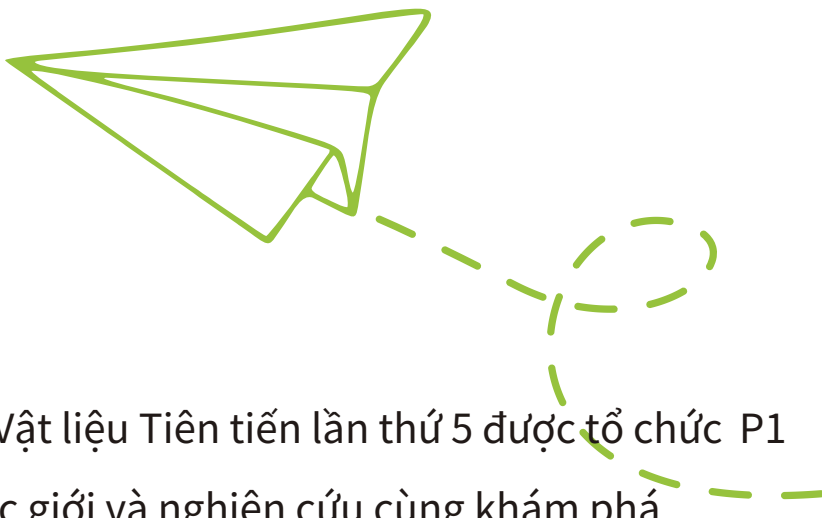 Vật liệu Tiên tiến lần thứ 5 được tổ chức P1
giới và nghiên cứu cùng khám phá